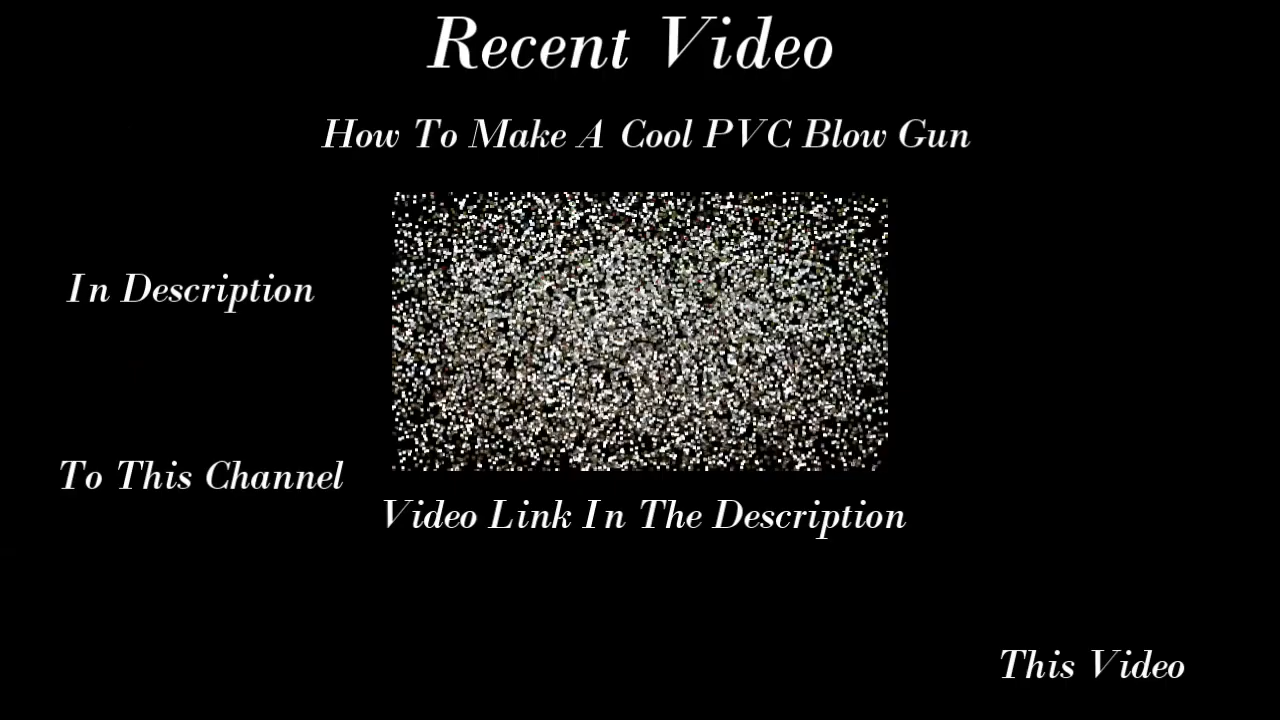 Recent Video
How To Make A Cool PVC Blow Gun
In Description
To This Channel
Video Link In The Description
This Video